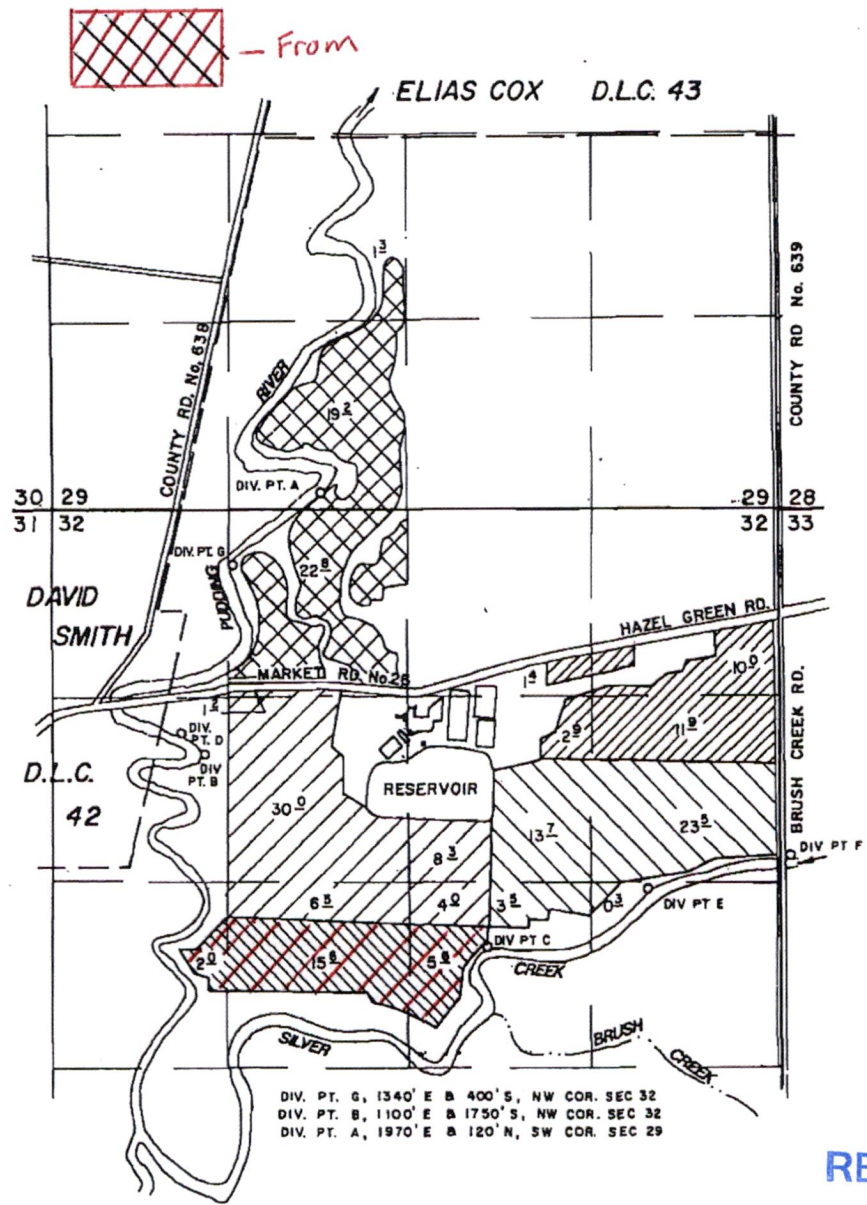 — From
ELIAS COX D.L.C. 43
COUNTY RD. No. 638
COUNTY RD No. 639
1 3
RIVER
19 2
DIV. PT. A
30 29
31 32
29 28
32 33
DIV. PT. G
22 8
PUDDING
DAVID
SMITH
HAZEL GREEN RD.
MARKET RD. No. 26
1 4
10 0
1 2
2 9
11 9
BRUSH CREEK RD.
DIV. PT. D
DIV PT. B
D.L.C.
42
RESERVOIR
30 0
13 7
23 5
8 3
DIV PT F
6 5
4 0
3 5
0 3
DIV PT E
DIV PT C
2 0
15 6
5 6
CREEK
SILVER
BRUSH
CREEK
DIV. PT. G, 1340' E & 400' S, NW COR. SEC 32
DIV. PT. B, 1100' E & 1750' S, NW COR. SEC 32
DIV. PT. A, 1970' E & 120' N, SW COR. SEC 29
RE